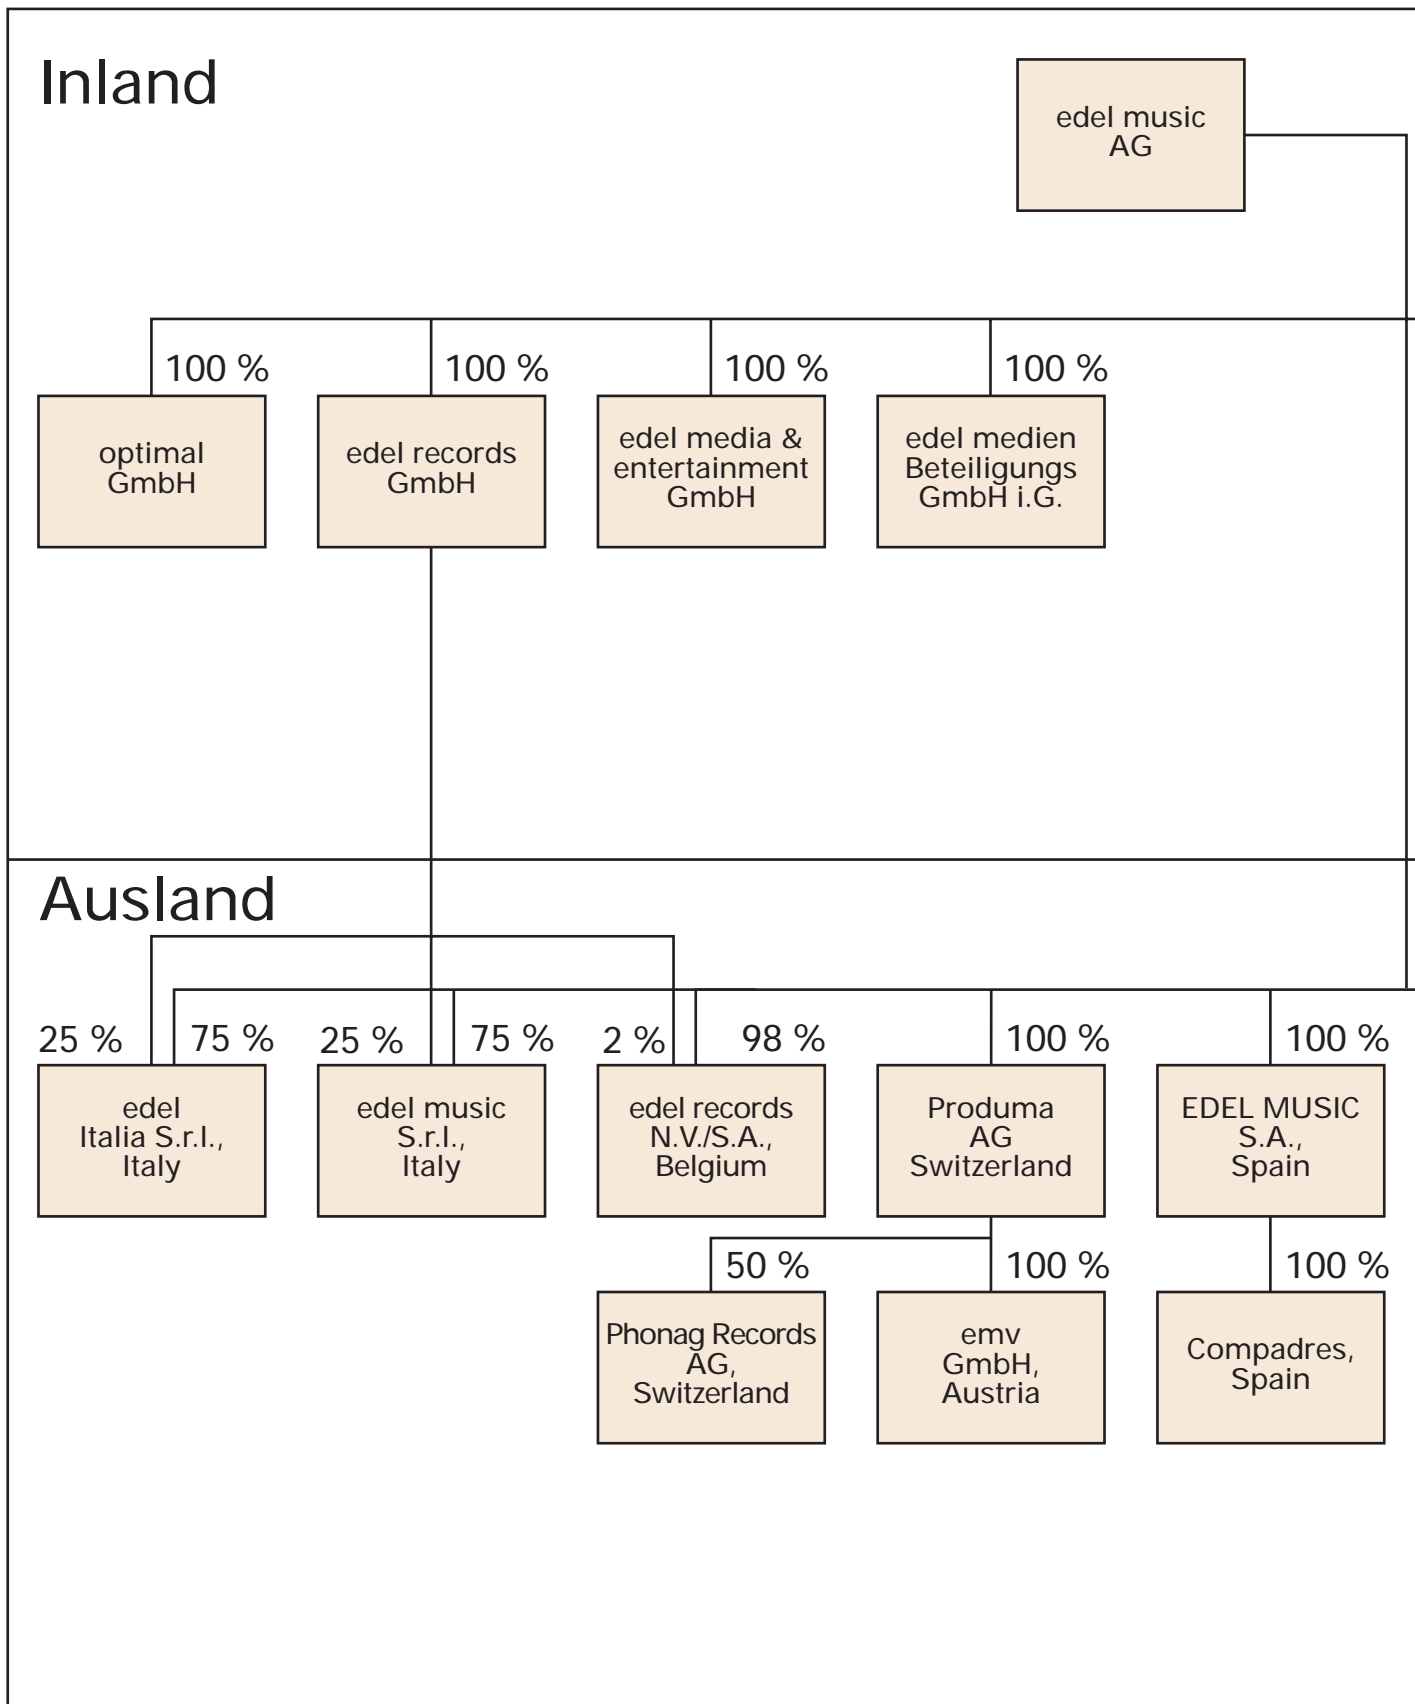 Inland
edel music
AG
100 %
100 %
100 %
100 %
optimal
GmbH
edel records
GmbH
edel media &
entertainment
GmbH
edel medien
Beteiligungs
GmbH i.G.
Ausland
25 %
75 %
25 %
75 %
2 %
98 %
100 %
100 %
edel
Italia S.r.l.,
Italy
edel music
S.r.l.,
Italy
edel records
N.V./S.A.,
Belgium
Produma
AG
Switzerland
EDEL MUSIC
S.A.,
Spain
50 %
100 %
100 %
Phonag Records
AG,
Switzerland
emv
GmbH,
Austria
Compadres,
Spain